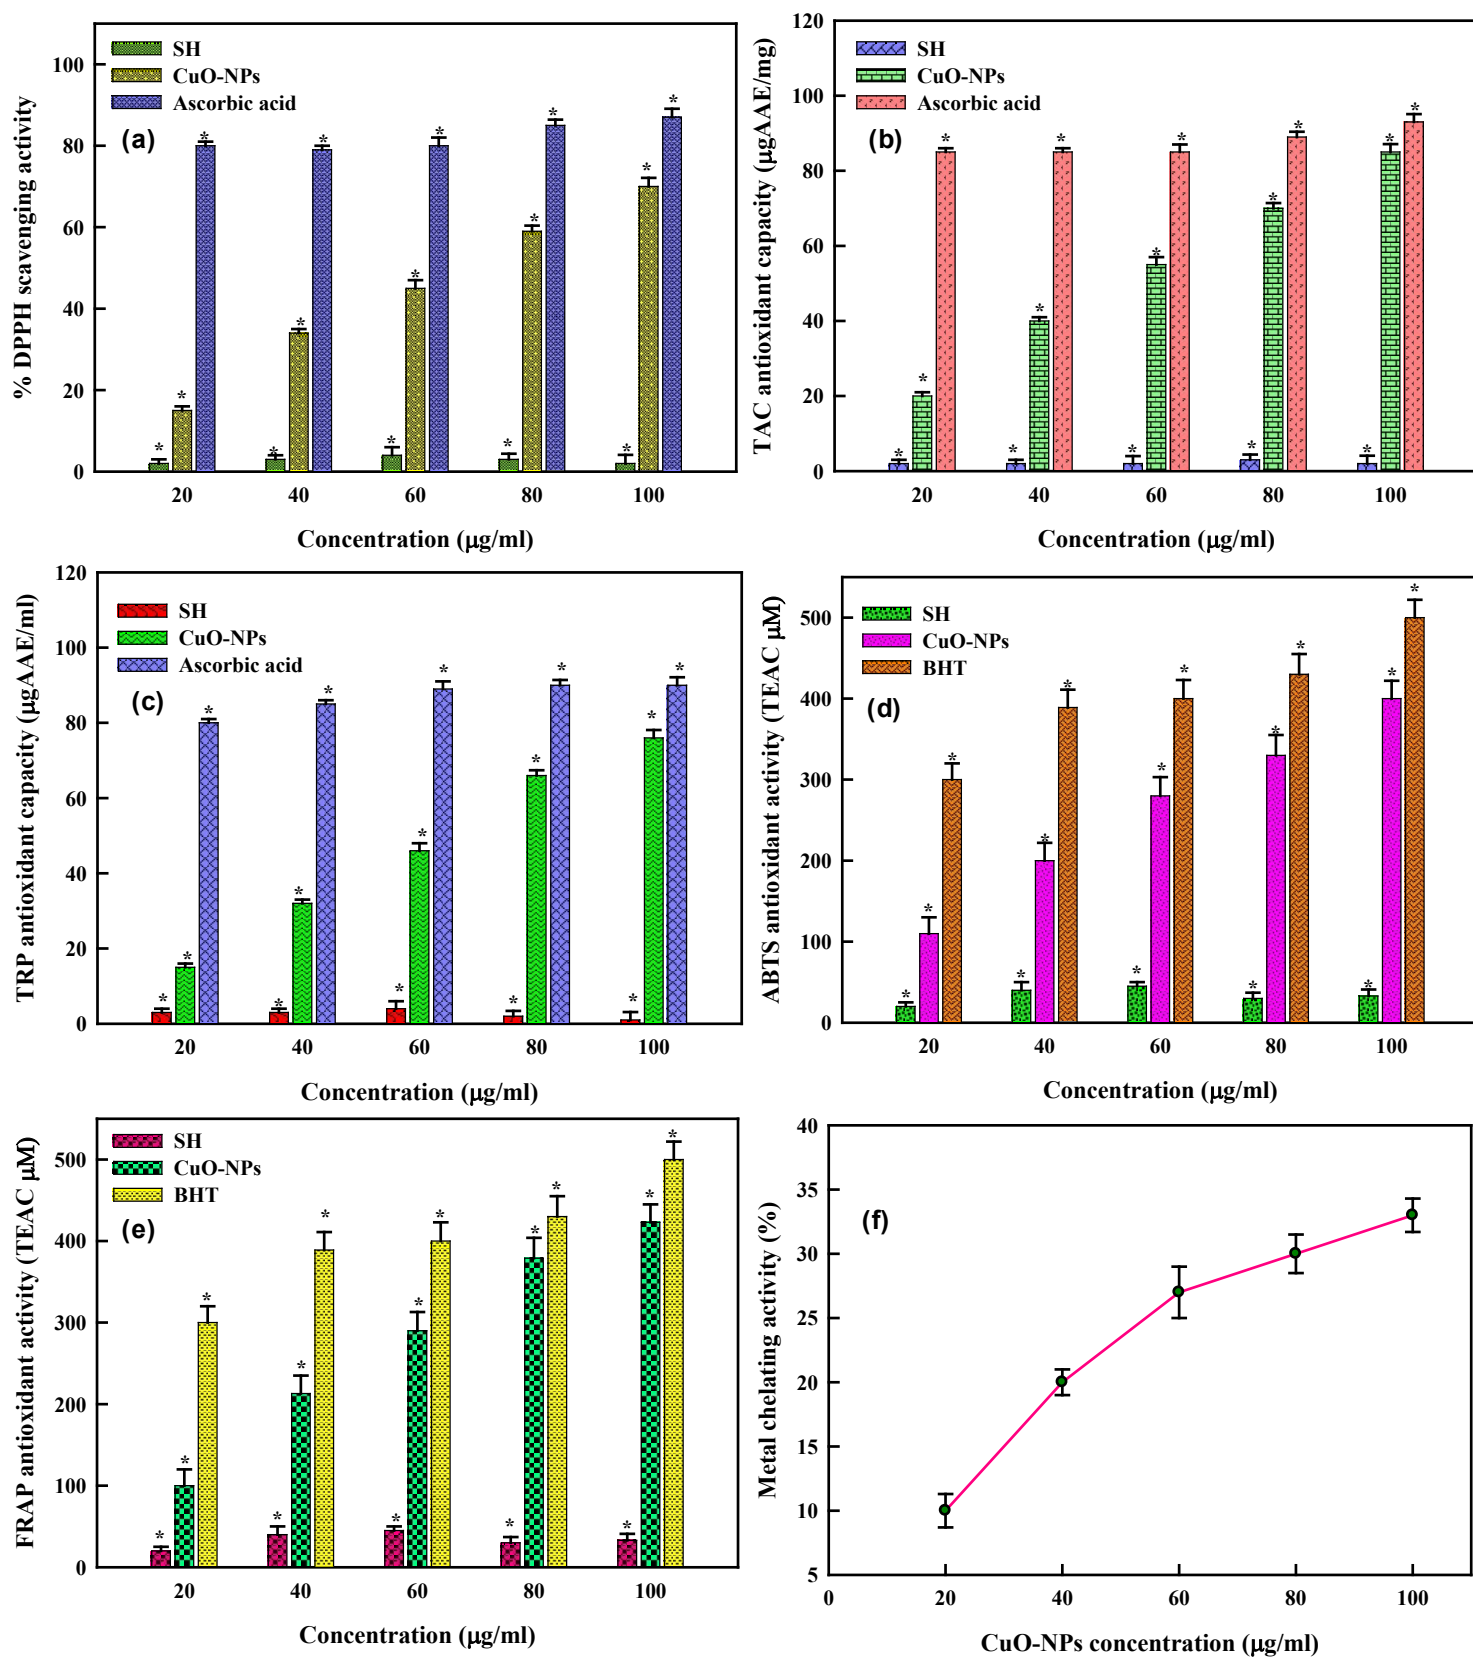 SH
CuO-NPs
Ascorbic acid
(a)
% DPPH scavenging activity
100
80
60
40
20
0
* * * * * * * * * * * * * * *
20 40 60 80 100
Concentration (µg/ml)
SH
CuO-NPs
Ascorbic acid
(b)
TAC antioxidant capacity (µgAAE/mg)
120
100
80
60
40
20
0
* * * * * * * * * * * * * * *
20 40 60 80 100
Concentration (µg/ml)
SH
CuO-NPs
Ascorbic acid
(c)
TRP antioxidant capacity (µgAAE/ml)
120
100
80
60
40
20
0
* * * * * * * * * * * * * * *
20 40 60 80 100
Concentration (µg/ml)
SH
CuO-NPs
BHT
(d)
ABTS antioxidant activity (TEAC µM)
500
400
300
200
100
0
* * * * * * * * * * * * * * *
20 40 60 80 100
Concentration (µg/ml)
SH
CuO-NPs
BHT
(e)
FRAP antioxidant activity (TEAC µM)
500
400
300
200
100
0
* * * * * * * * * * * * * * *
20 40 60 80 100
Concentration (µg/ml)
(f)
Metal chelating activity (%)
40
35
30
25
20
15
10
5
0 20 40 60 80 100
CuO-NPs concentration (µg/ml)